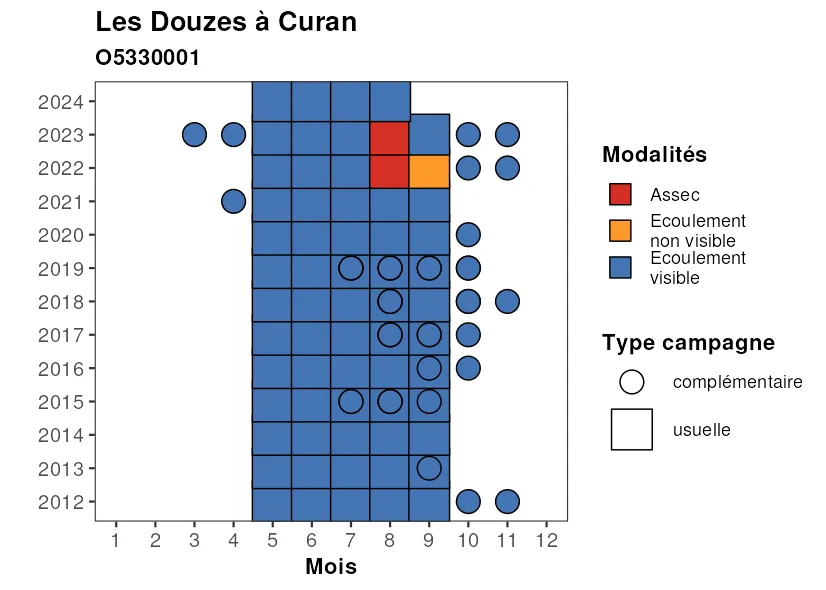 Les Douzes à Curan
O5330001
2024
2023
2022
2021
2020
2019
2018
2017
2016
2015
2014
2013
2012
1 2 3 4 5 6 7 8 9 10 11 12
Mois
Modalités
Assec
Ecoulement
non visible
Ecoulement
visible
Type campagne
complémentaire
usuelle